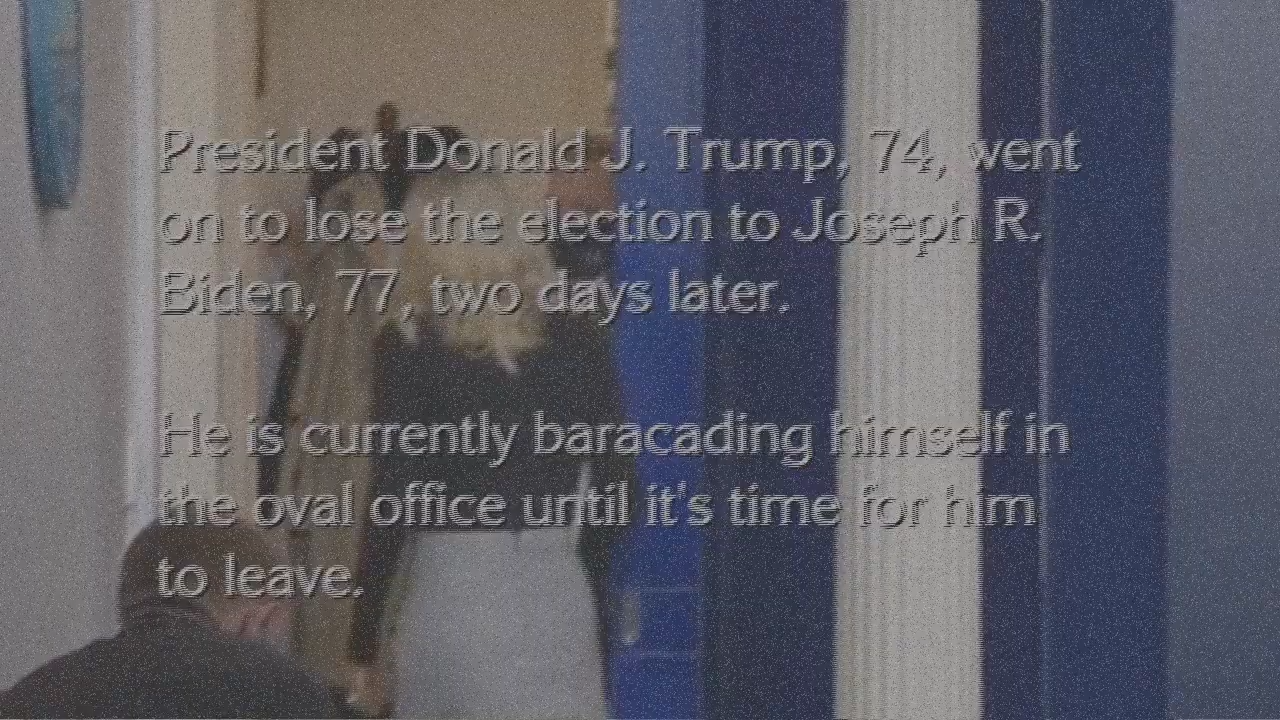 President Donald J. Trump, 74, went
on to lose the election to Joseph R.
Biden, 77, two days later.
He is currently baracading himself in
the oval office until it's time for him
to leave.